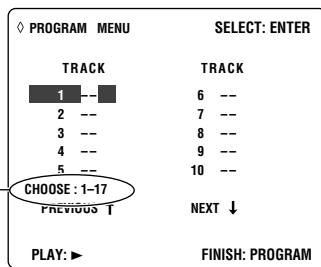 ◊ PROGRAM MENU SELECT: ENTER
TRACK TRACK
1 –– 6 ––
2 –– 7 ––
3 –– 8 ––
4 –– 9 ––
5 –– 10 ––
CHOOSE : 1–17
PREVIOUS ↑ NEXT ↓
PLAY: ► FINISH: PROGRAM